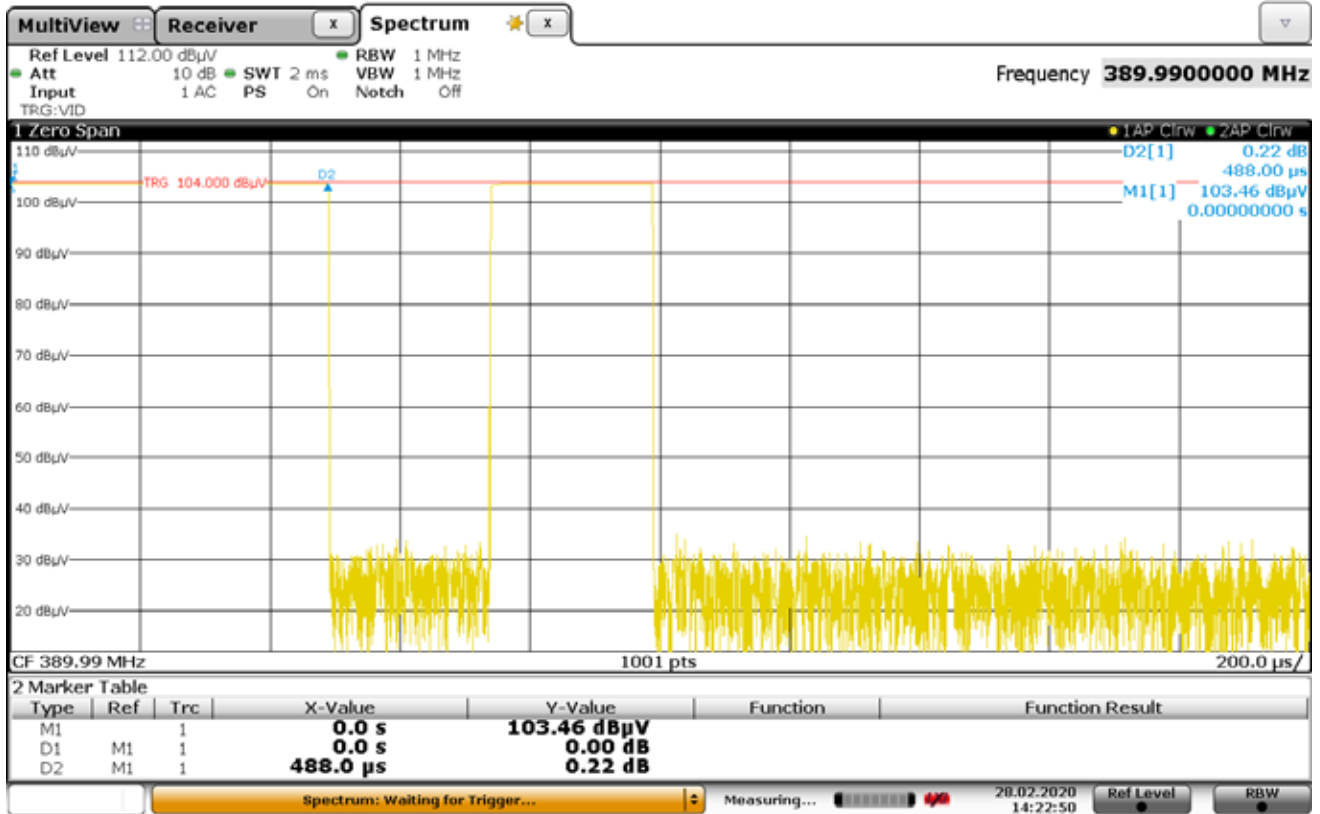 MultiView Receiver x Spectrum x
Ref Level 112.00 dBµV RBW 1 MHz
Att 10 dB SWT 2 ms VBW 1 MHz Frequency 389.9900000 MHz
Input 1 AC PS On Notch Off
TRG:VID
1 Zero Span 1AP Clrw 2AP Clrw
110 dBµV D2[1] 0.22 dB
488.00 µs
TRG 104.000 dBµV D2 M1[1] 103.46 dBµV
100 dBµV 0.00000000 s
90 dBµV
80 dBµV
70 dBµV
60 dBµV
50 dBµV
40 dBµV
30 dBµV
20 dBµV
CF 389.99 MHz 1001 pts 200.0 µs/
2 Marker Table
Type Ref Trc X-Value Y-Value Function Function Result
M1 1 0.0 s 103.46 dBµV
D1 M1 1 0.0 s 0.00 dB
D2 M1 1 488.0 µs 0.22 dB
Spectrum: Waiting for Trigger... Measuring... 28.02.2020 Ref Level RBW
14:22:50